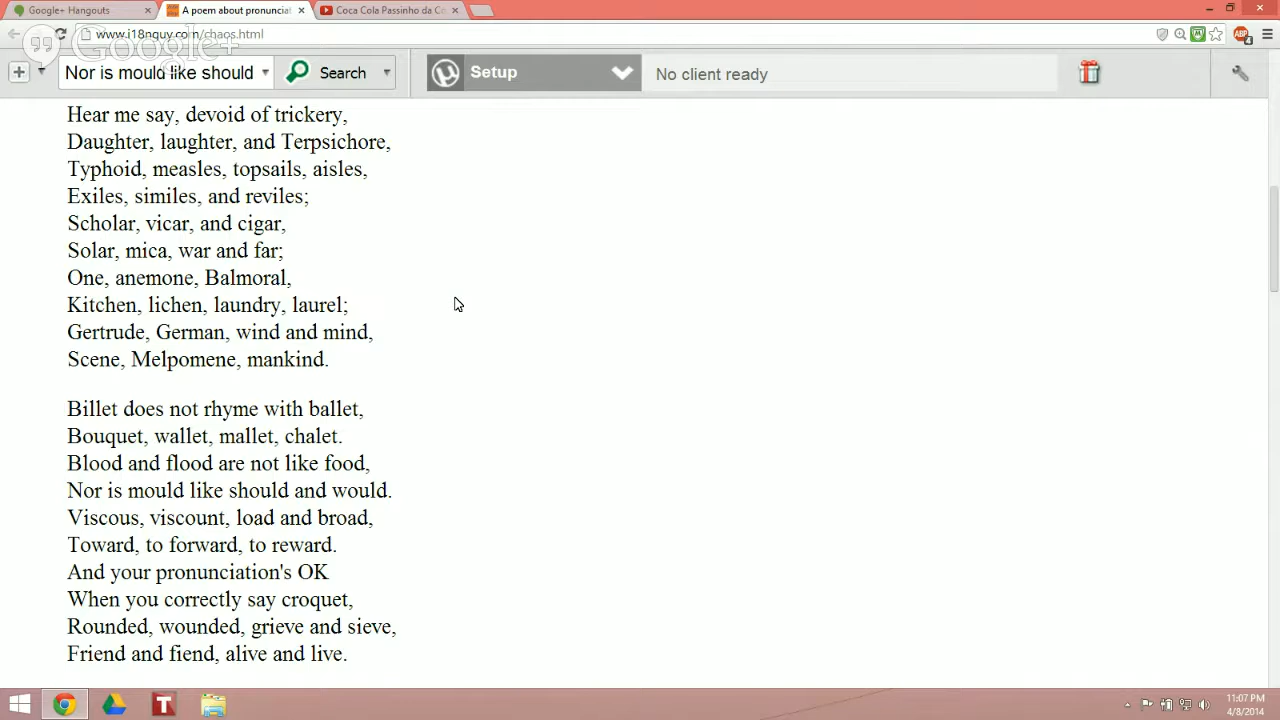 Google+ Hangouts
A poem about pronunciat
Coca Cola Passinho da Co
www.i18nguy.com/chaos.html
Google+
Nor is mould like should
Search
Setup
No client ready
Hear me say, devoid of trickery,
Daughter, laughter, and Terpsichore,
Typhoid, measles, topsails, aisles,
Exiles, similes, and reviles;
Scholar, vicar, and cigar,
Solar, mica, war and far;
One, anemone, Balmoral,
Kitchen, lichen, laundry, laurel;
Gertrude, German, wind and mind,
Scene, Melpomene, mankind.
Billet does not rhyme with ballet,
Bouquet, wallet, mallet, chalet.
Blood and flood are not like food,
Nor is mould like should and would.
Viscous, viscount, load and broad,
Toward, to forward, to reward.
And your pronunciation's OK
When you correctly say croquet,
Rounded, wounded, grieve and sieve,
Friend and fiend, alive and live.
11:07 PM
4/8/2014